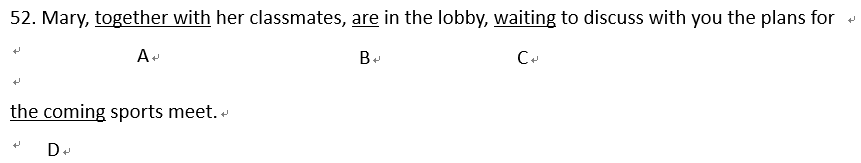 52. Mary, together with her classmates, are in the lobby, waiting to discuss with you the plans for
A B C
the coming sports meet.
D